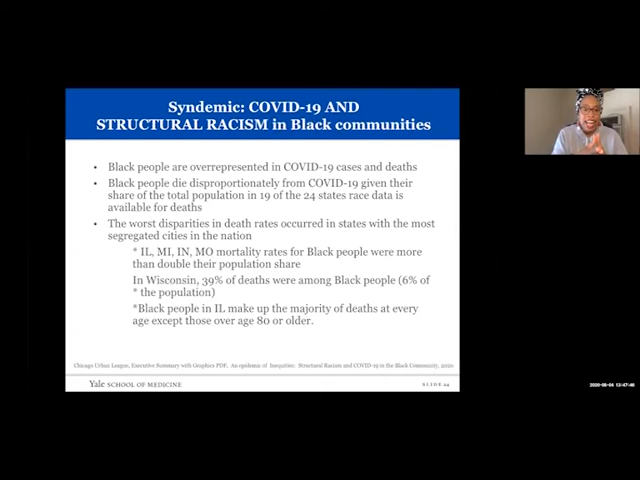 Syndemic: COVID-19 AND
STRUCTURAL RACISM in Black communities
• Black people are overrepresented in COVID-19 cases and deaths
• Black people die disproportionately from COVID-19 given their
share of the total population in 19 of the 24 states race data is
available for deaths
• The worst disparities in death rates occurred in states with the most
segregated cities in the nation
* IL, MI, IN, MO mortality rates for Black people were more
than double their population share
In Wisconsin, 39% of deaths were among Black people (6% of
* the population)
*Black people in IL make up the majority of deaths at every
age except those over age 80 or older.
Chicago Urban League, Executive Summary with Graphics PDF, An epidemic of Inequities: Structural Racism and COVID-19 in the Black Community, 2020
Yale SCHOOL OF MEDICINE
SLIDE 24
2020-08-04 13:47:46